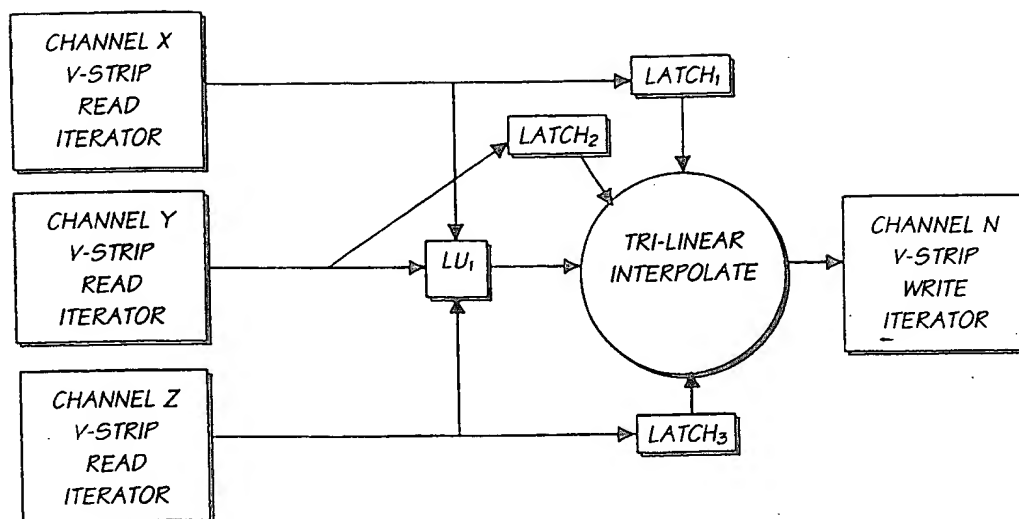 CHANNEL X
V-STRIP
READ
ITERATOR
LATCH₁
LATCH₂
CHANNEL Y
V-STRIP
READ
ITERATOR
LU₁
TRI-LINEAR
INTERPOLATE
CHANNEL N
V-STRIP
WRITE
ITERATOR
CHANNEL Z
V-STRIP
READ
ITERATOR
LATCH₃